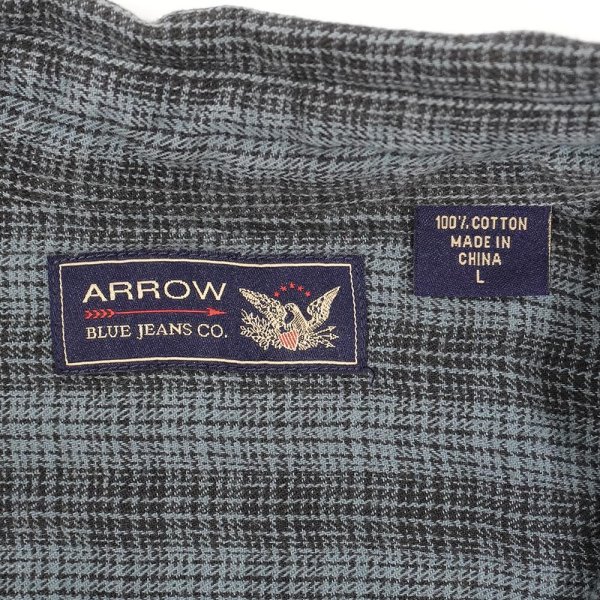 ARROW
BLUE JEANS CO.
100% COTTON
MADE IN
CHINA
L